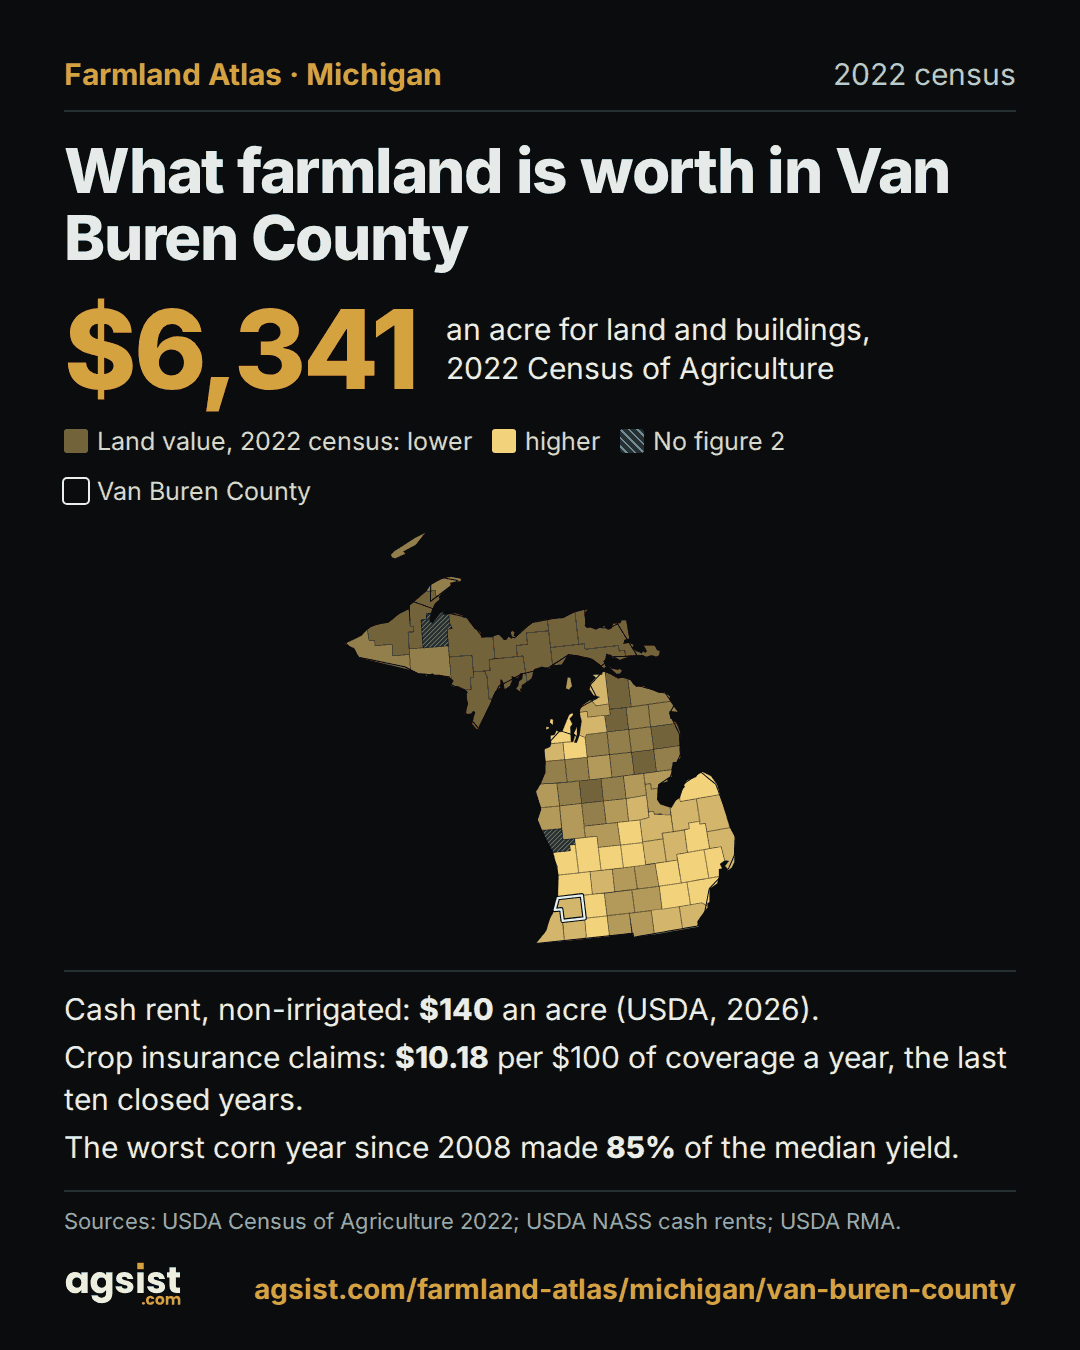 Farmland Atlas · Michigan
2022 census
What farmland is worth in Van
Buren County
$6,341
an acre for land and buildings,
2022 Census of Agriculture
Land value, 2022 census: lower
higher
No figure 2
Van Buren County
Cash rent, non-irrigated: $140 an acre (USDA, 2026).
Crop insurance claims: $10.18 per $100 of coverage a year, the last
ten closed years.
The worst corn year since 2008 made 85% of the median yield.
Sources: USDA Census of Agriculture 2022; USDA NASS cash rents; USDA RMA.
agsist
.com
agsist.com/farmland-atlas/michigan/van-buren-county